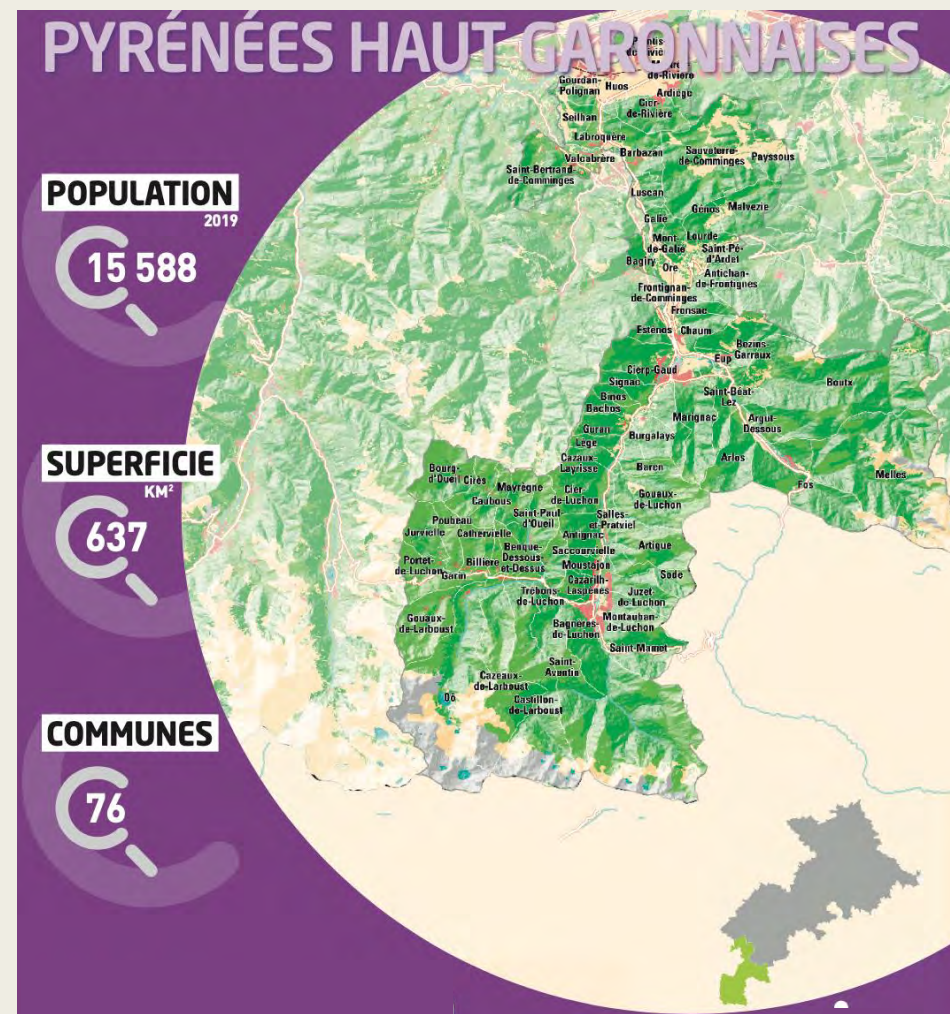 PYRÉNÉES HAUT GARONNAISES
POPULATION
2019
15 588
SUPERFICIE
KM²
637
COMMUNES
76
de-Rivière
Gourdan-
Polignan
Huos
Ardiège
Cier-
de-Rivière
Seilhan
Labroquère
Valcabrère
Barbazan
Sauveterre-
de-Comminges
Payssous
Saint-Bertrand-
de-Comminges
Luscan
Génos
Malvezie
Galié
Mont-
de-Galié
Lourde
Saint-Pé-
d'Ardet
Bagiry
Ore
Antichan-
de-Frontignes
Frontignan-
de-Comminges
Fronsac
Estenos
Chaum
Bezins-
Garraux
Eup
Cierp-Gaud
Signac
Boutx
Saint-Béat-
Lez
Binos
Bachos
Marignac
Argut-
Dessous
Guran
Burgalays
Lège
Cazaux-
Layrisse
Baren
Arlos
Melles
Fos
Bourg-
d'Oueil
Cirès
Mayrègne
Cier-
de-Luchon
Gouaux-
de-Luchon
Caubous
Saint-Paul-
d'Oueil
Salles-
et-Pratviel
Poubeau
Jurvielle
Cathervielle
Antignac
Artigue
Benque-
Dessous-
et-Dessus
Saccourvielle
Portet-
de-Luchon
Billière
Moustajon
Garin
Cazarilh-
Laspènes
Sode
Trébons-
de-Luchon
Juzet-
de-Luchon
Gouaux-
de-Larboust
Bagnères-
de-Luchon
Montauban-
de-Luchon
Saint-Mamet
Saint-
Aventin
Cazeaux-
de-Larboust
Oô
Castillon-
de-Larboust